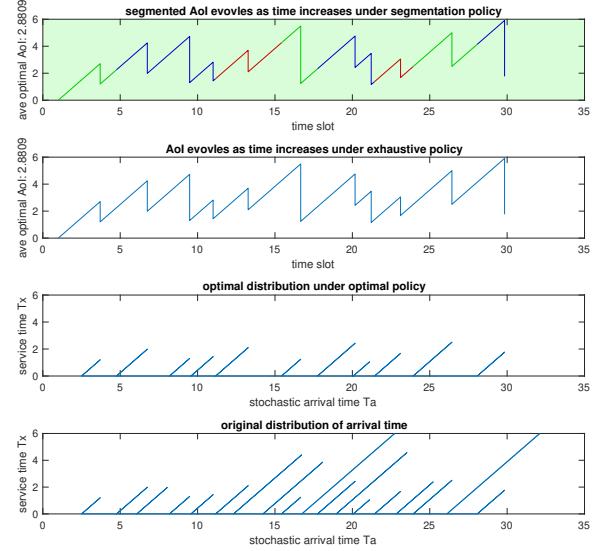 segmented AoI evovles as time increases under segmentation policy
ave optimal AoI: 2.8809
6
4
2
0
0 5 10 15 20 25 30 35
time slot
AoI evovles as time increases under exhaustive policy
ave optimal AoI: 2.8809
6
4
2
0
0 5 10 15 20 25 30 35
time slot
optimal distribution under optimal policy
service time Tx
6
4
2
0
0 5 10 15 20 25 30 35
stochastic arrival time Ta
original distribution of arrival time
service time Tx
6
4
2
0
0 5 10 15 20 25 30 35
stochastic arrival time Ta